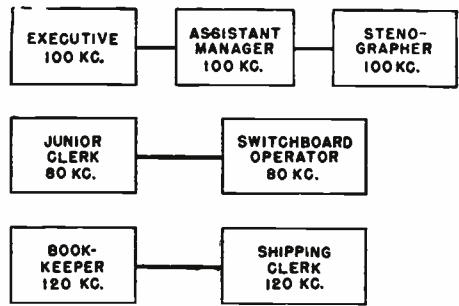 EXECUTIVE
100 KC.
ASSISTANT
MANAGER
100 KC.
STENO-
GRAPHER
100 KC.
JUNIOR
CLERK
80 KC.
SWITCHBOARD
OPERATOR
80 KC.
BOOK-
KEEPER
120 KC.
SHIPPING
CLERK
120 KC.